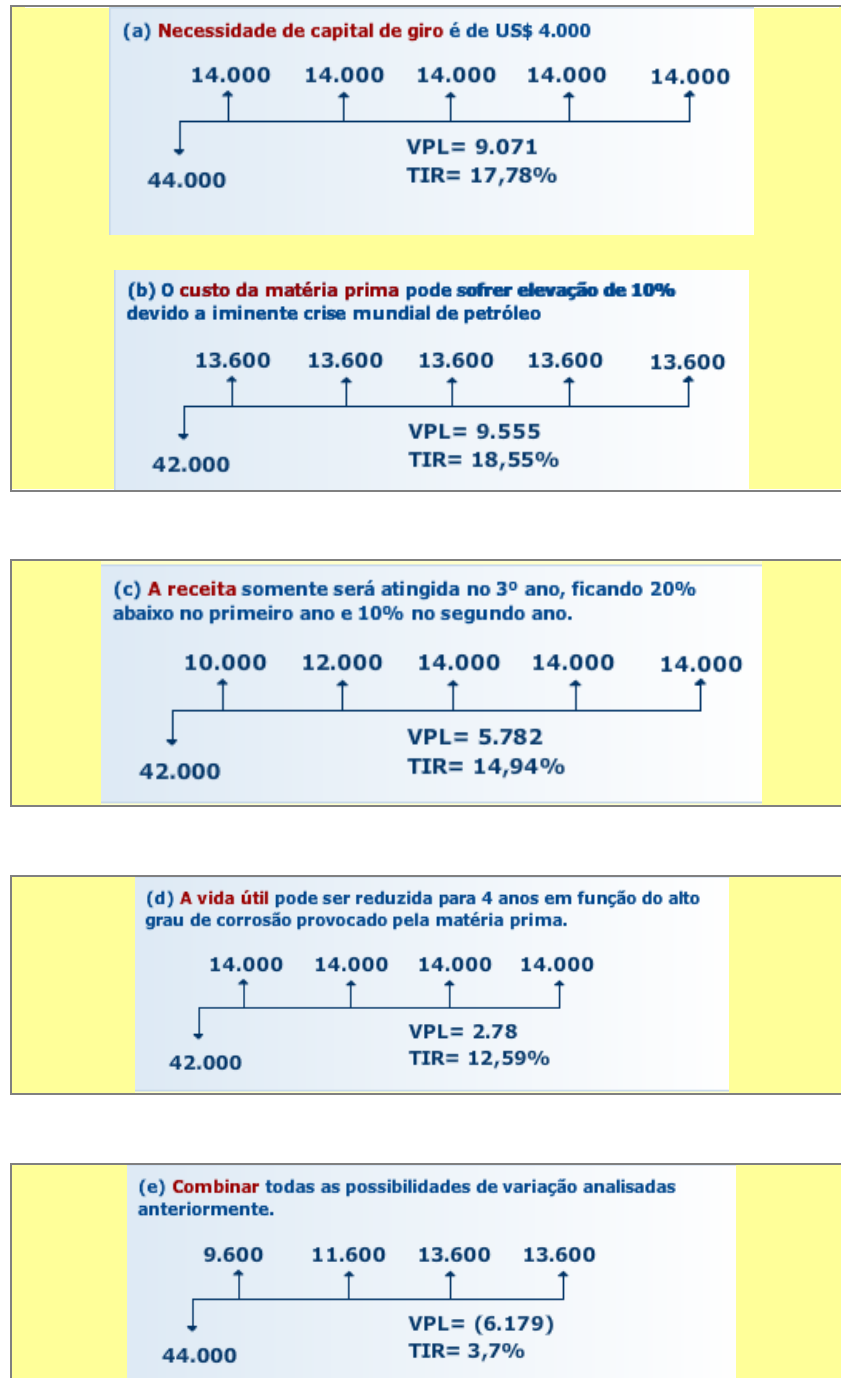 (a) Necessidade de capital de giro é de US$ 4.000
14.000 14.000 14.000 14.000 14.000
VPL= 9.071
44.000
TIR= 17,78%
(b) O custo da matéria prima pode sofrer elevação de 10%
devido a iminente crise mundial de petróleo
13.600 13.600 13.600 13.600 13.600
VPL= 9.555
42.000
TIR= 18,55%
(c) A receita somente será atingida no 3º ano, ficando 20%
abaixo no primeiro ano e 10% no segundo ano.
10.000 12.000 14.000 14.000 14.000
VPL= 5.782
42.000
TIR= 14,94%
(d) A vida útil pode ser reduzida para 4 anos em função do alto
grau de corrosão provocado pela matéria prima.
14.000 14.000 14.000 14.000
VPL= 2.78
42.000
TIR= 12,59%
(e) Combinar todas as possibilidades de variação analisadas
anteriormente.
9.600 11.600 13.600 13.600
VPL= (6.179)
44.000
TIR= 3,7%